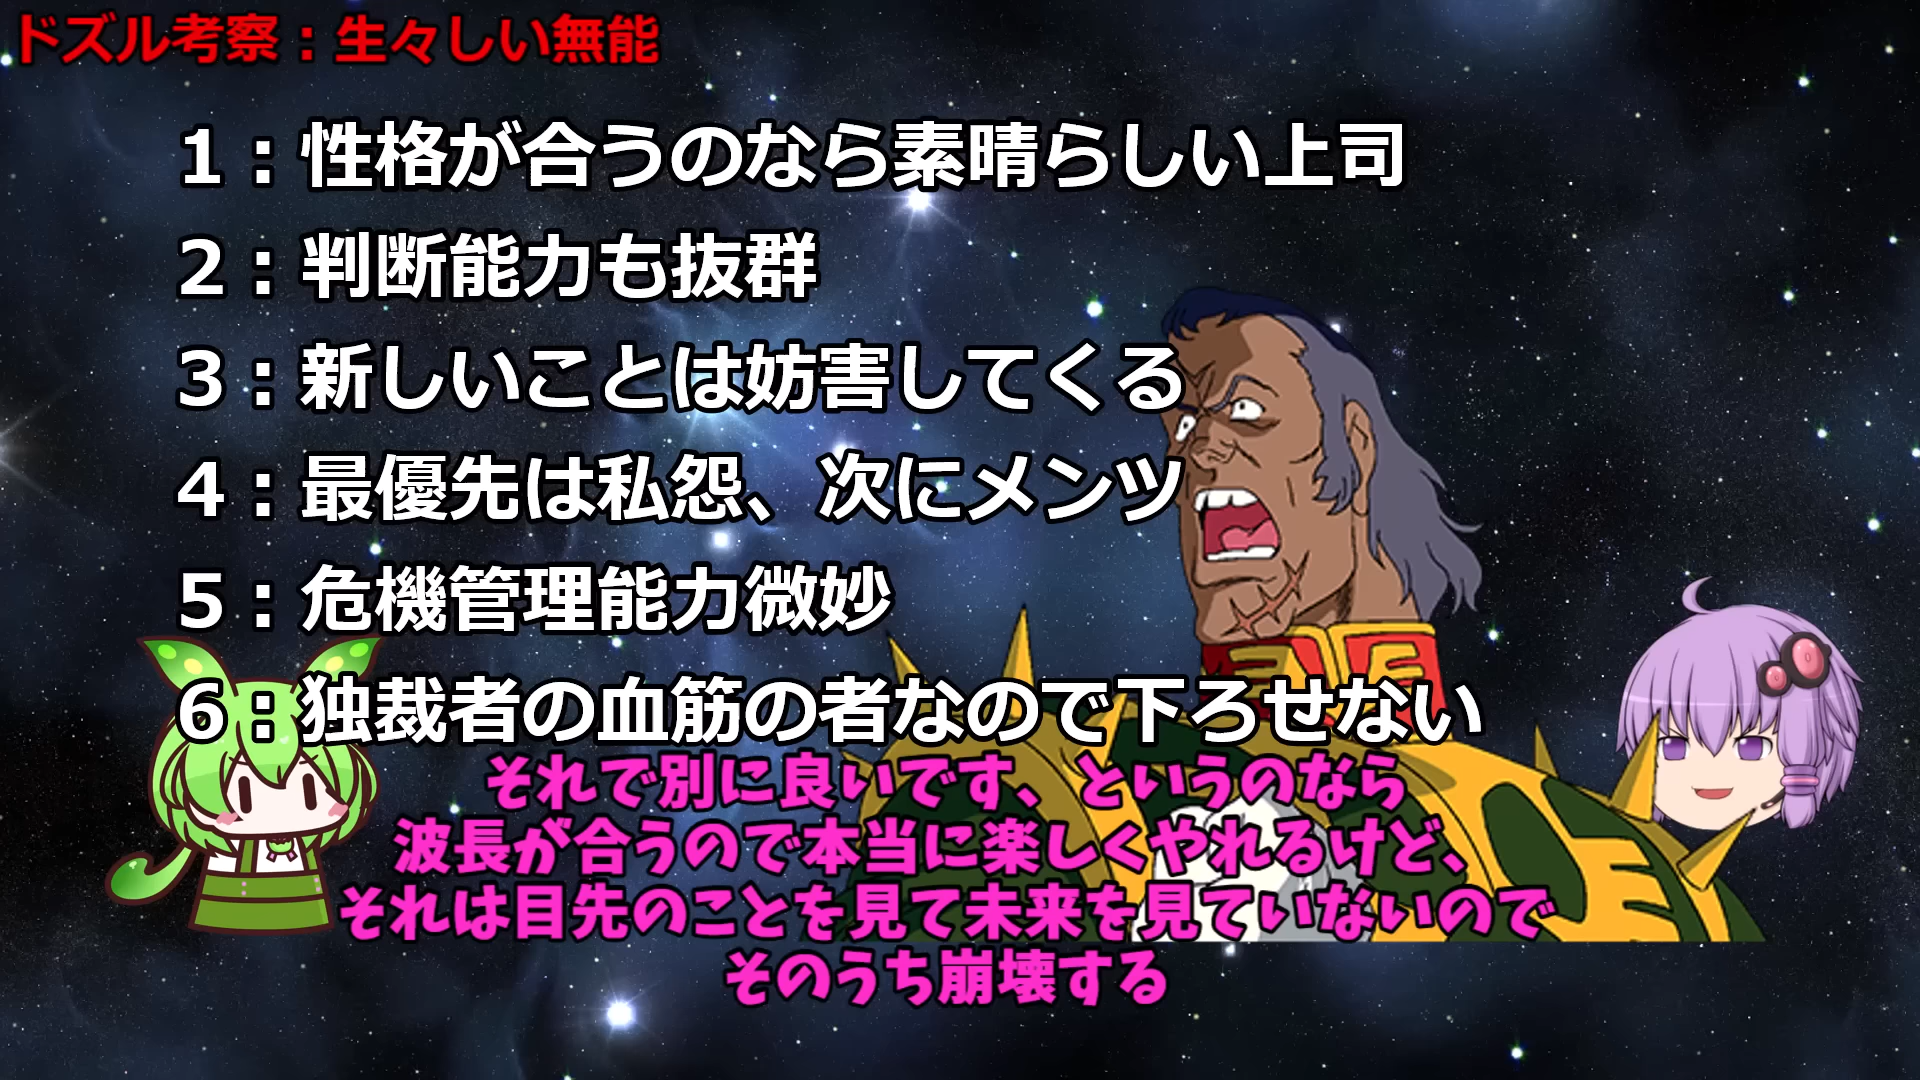 ドズル考察：生々しい無能
1：性格が合うのなら素晴らしい上司
2：判断能力も抜群
3：新しいことは妨害してくる
4：最優先は私怨、次にメンツ
5：危機管理能力微妙
6：独裁者の血筋の者なので下ろせない
それで別に良いです、というのなら
波長が合うので本当に楽しくやれるけど、
それは目先のことを見て未来を見ていないので
そのうち崩壊する